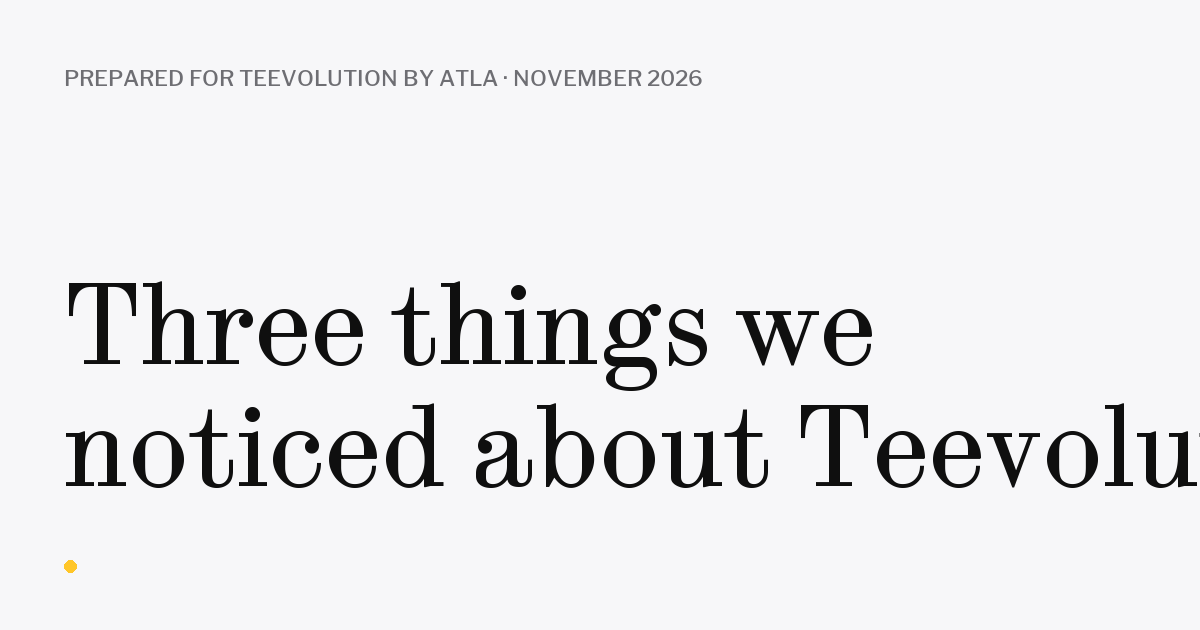 PREPARED FOR TEEVOLUTION BY ATLA · NOVEMBER 2026
Three things we
noticed about Teevolu